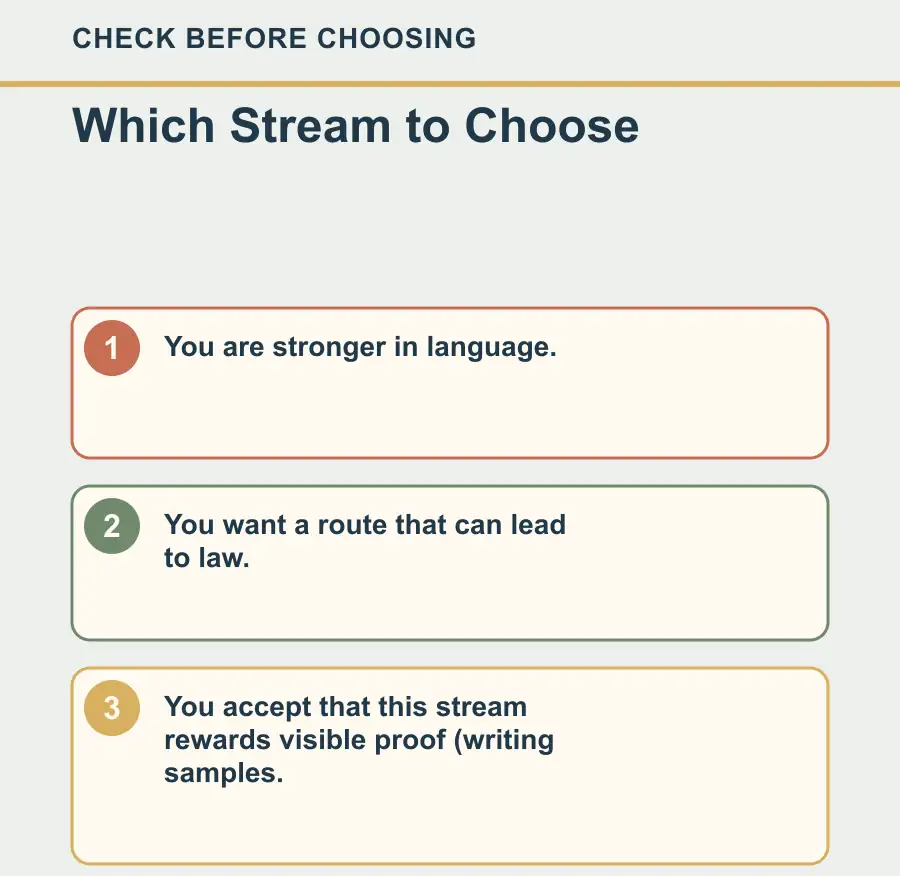 CHECK BEFORE CHOOSING
Which Stream to Choose
1
You are stronger in language.
2
You want a route that can lead
to law.
3
You accept that this stream
rewards visible proof (writing
samples.